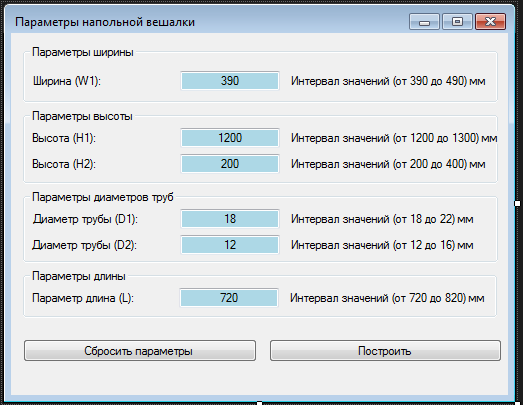 Параметры напольной вешалки
Параметры ширины
Ширина (W1): 390 Интервал значений (от 390 до 490) мм
Параметры высоты
Высота (H1): 1200 Интервал значений (от 1200 до 1300) мм
Высота (H2): 200 Интервал значений (от 200 до 400) мм
Параметры диаметров труб
Диаметр трубы (D1): 18 Интервал значений (от 18 до 22) мм
Диаметр трубы (D2): 12 Интервал значений (от 12 до 16) мм
Параметры длины
Параметр длина (L): 720 Интервал значений (от 720 до 820) мм
Сбросить параметры Построить